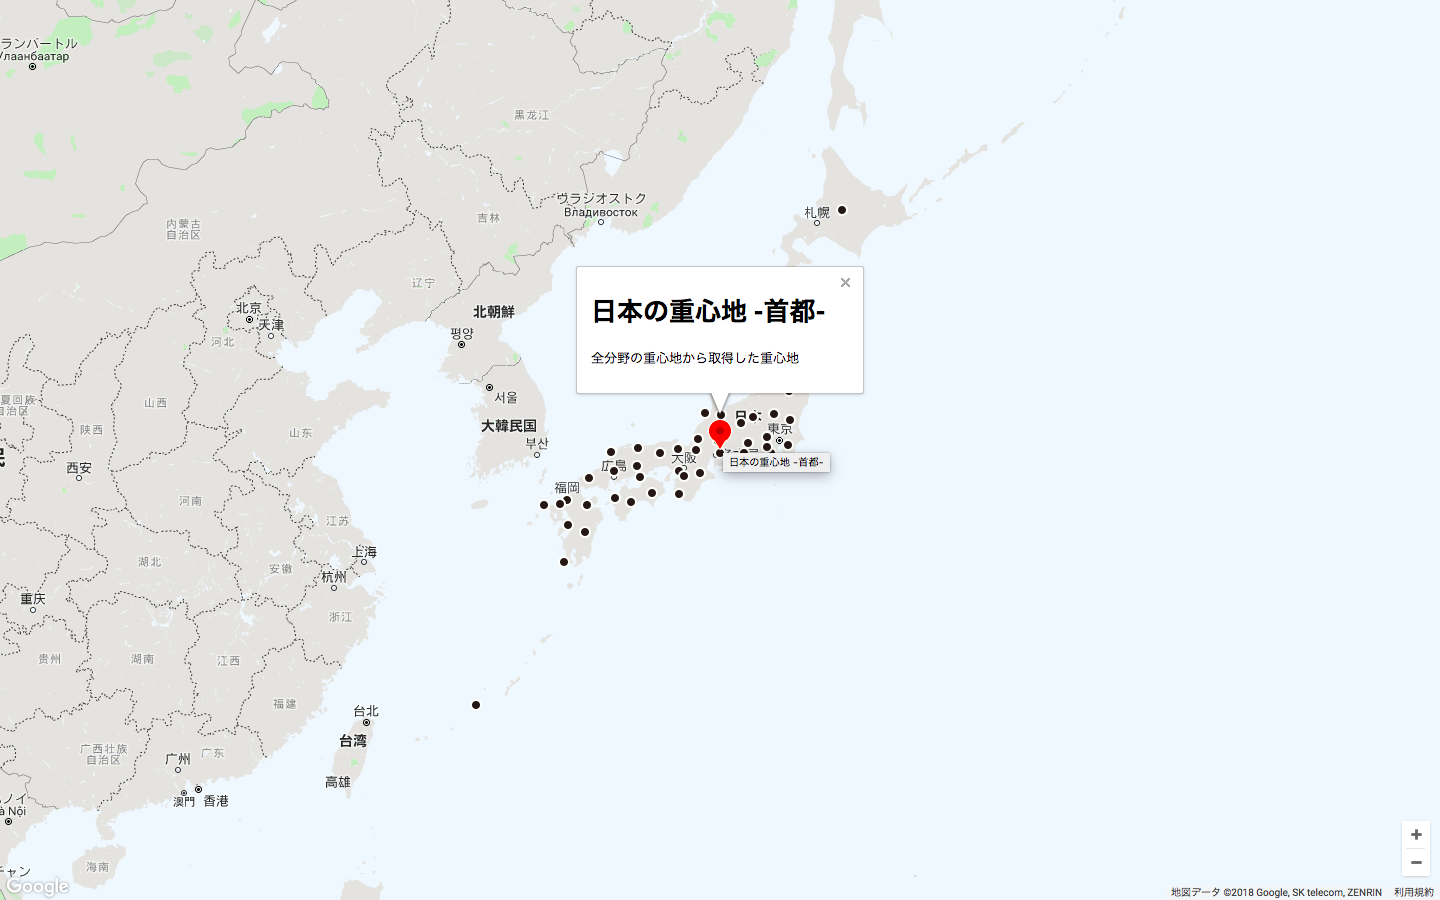 ランバートル
Улаанбаатар
黑龙江
ヴラジオストク
Владивосток
札幌
吉林
内蒙古
自治区
辽宁
北京
天津
河北
北朝鮮
평양
日本の重心地 -首都-
全分野の重心地から取得した重心地
서울
大韓民国
부산
夏回族
自治区
山西
山东
陕西
西安
民
日本
東京
広島
大阪
日本の重心地 -首都-
福岡
河南
江苏
上海
湖北
安徽
杭州
重庆
浙江
贵州
湖南
江西
福建
台北
台湾
高雄
广西壮族
自治区
广州
广东
澳門
香港
ハノイ
Hà Nội
海南
チャン
Google
地図データ ©2018 Google, SK telecom, ZENRIN
利用規約